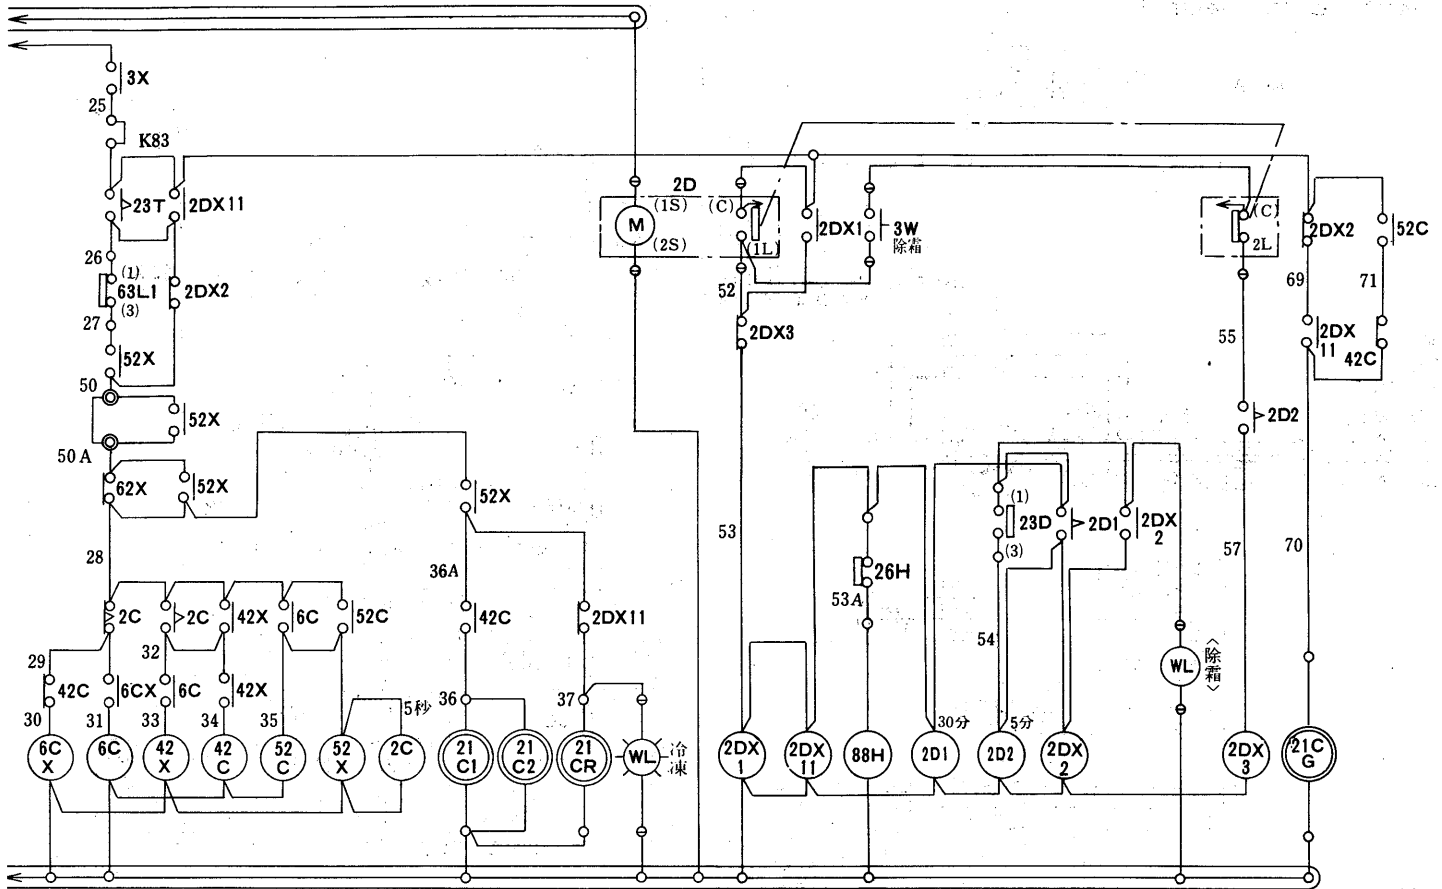 3X
25
K83
23T
2DX11
26
(1)
63L1
(3)
2DX2
27
52X
50
52X
50A
62X
52X
28
2C
2C
42X
6C
52C
29
32
42C
6CX
6C
42X
30
31
33
34
35
5秒
6C
X
6C
42
X
42
C
52
C
52
X
2C
52X
36A
42C
2DX11
36
37
21
C1
21
C2
21
CR
WL
冷凍
2D
M
(1S)
(2S)
(C)
(1L)
2DX1
3W
除霜
52
2DX3
53
26H
53A
(1)
23D
(3)
2D1
2DX
2
54
30分
5分
2DX
1
2DX
11
88H
2D1
2D2
2DX
2
WL
〈除霜〉
(C)
2L
55
2D2
57
2DX
3
2DX2
52C
69
71
2DX
11
42C
70
21C
G